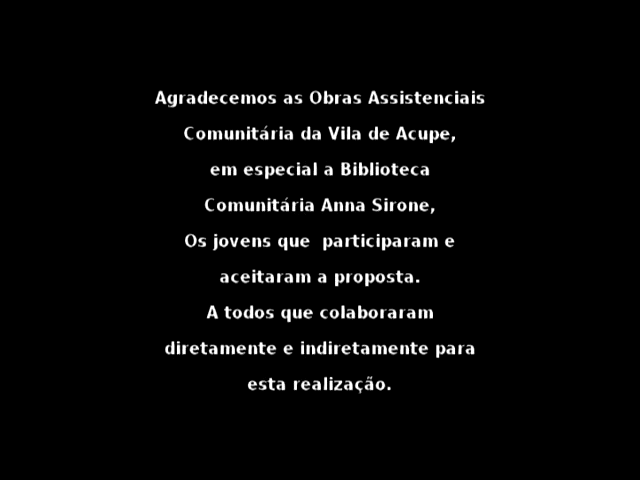 Agradecemos as Obras Assistenciais
Comunitária da Vila de Acupe,
em especial a Biblioteca
Comunitária Anna Sirone,
Os jovens que  participaram e
aceitaram a proposta.
A todos que colaboraram
diretamente e indiretamente para
esta realização.